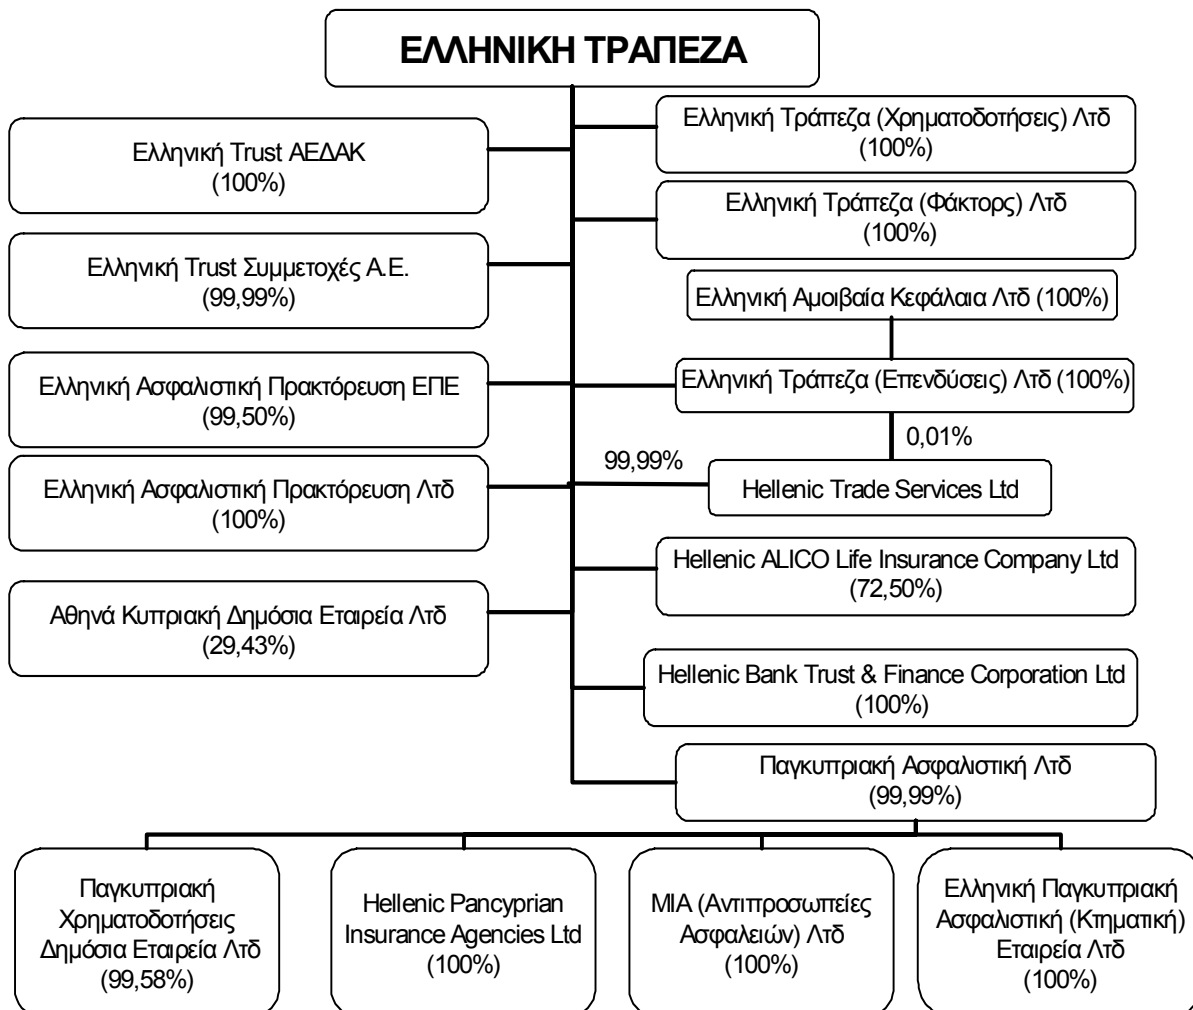 ΕΛΛΗΝΙΚΗ ΤΡΑΠΕΖΑ
Ελληνική Trust ΑΕΔΑΚ
(100%)
Ελληνική Trust Συμμετοχές Α.Ε.
(99,99%)
Ελληνική Ασφαλιστική Πρακτόρευση ΕΠΕ
(99,50%)
Ελληνική Ασφαλιστική Πρακτόρευση Λτδ
(100%)
Αθηνά Κυπριακή Δημόσια Εταιρεία Λτδ
(29,43%)
Ελληνική Τράπεζα (Χρηματοδοτήσεις) Λτδ
(100%)
Ελληνική Τράπεζα (Φάκτορς) Λτδ
(100%)
Ελληνική Αμοιβαία Κεφάλαια Λτδ (100%)
Ελληνική Τράπεζα (Επενδύσεις) Λτδ (100%)
0,01%
99,99%
Hellenic Trade Services Ltd
Hellenic ALICO Life Insurance Company Ltd
(72,50%)
Hellenic Bank Trust & Finance Corporation Ltd
(100%)
Παγκυπριακή Ασφαλιστική Λτδ
(99,99%)
Παγκυπριακή
Χρηματοδοτήσεις
Δημόσια Εταιρεία Λτδ
(99,58%)
Hellenic Pancyprian
Insurance Agencies Ltd
(100%)
ΜΙΑ (Αντιπροσωπείες
Ασφαλειών) Λτδ
(100%)
Ελληνική Παγκυπριακή
Ασφαλιστική (Κτηματική)
Εταιρεία Λτδ
(100%)